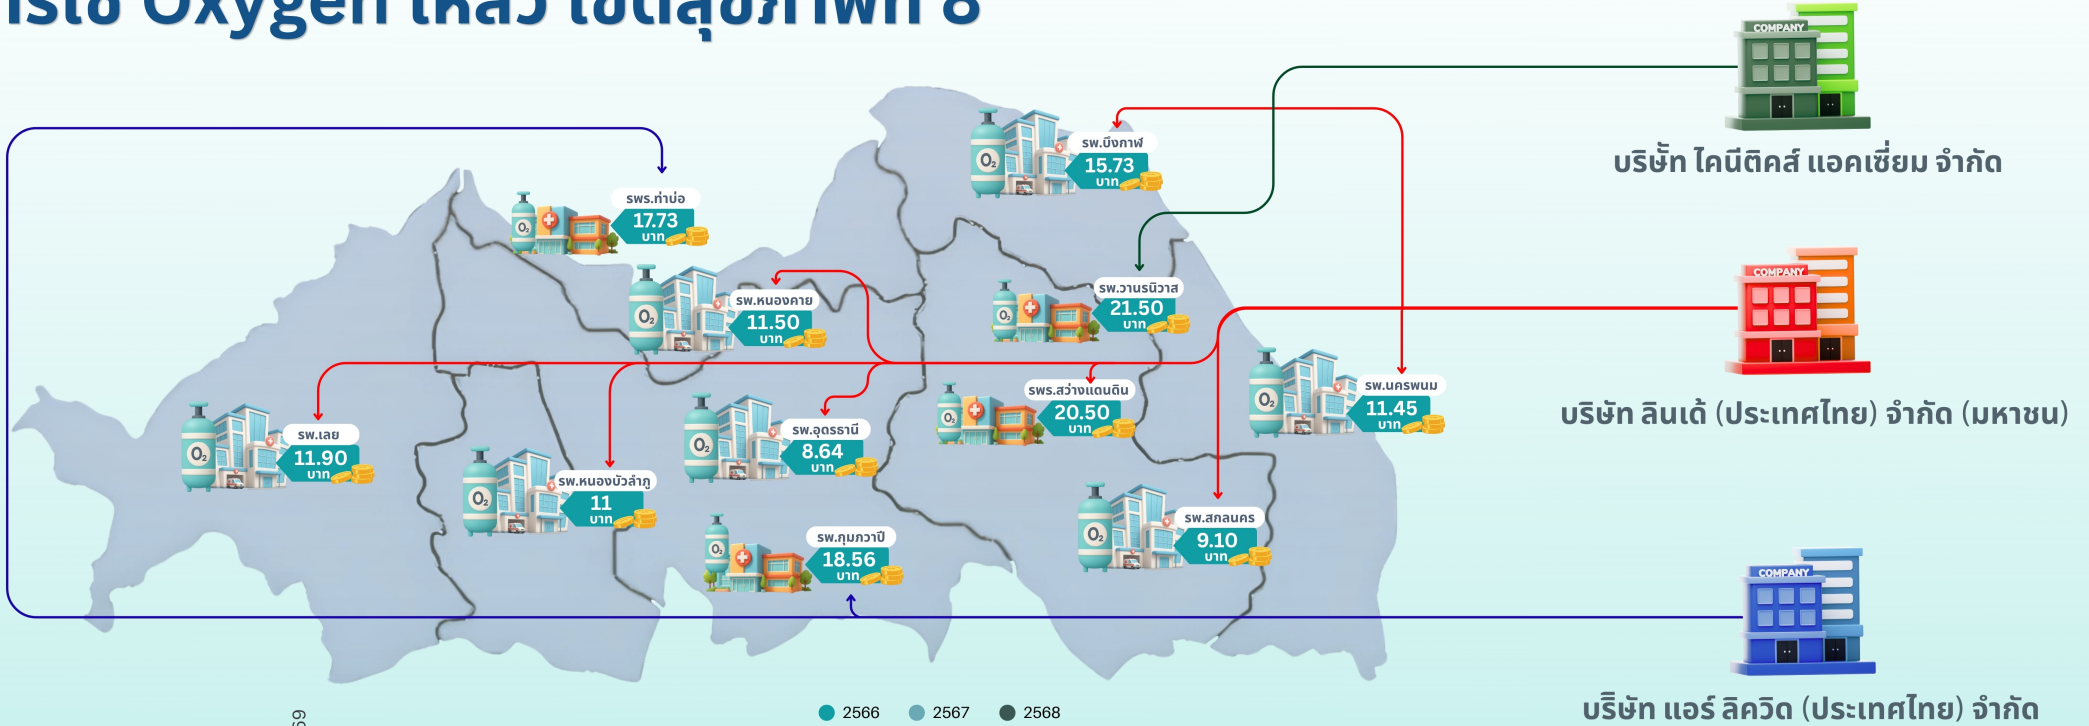 Oxygen เหลว เขตสุขภาพที่ 8
COMPANY
บริษัท ไคนีติคส์ แอคเซี่ยม จำกัด
รพ.บึงกาฬ
15.73
บาท
O₂
รพร.ท่าบ่อ
17.73
บาท
O₂
COMPANY
บริษัท ลินเด้ (ประเทศไทย) จำกัด (มหาชน)
รพ.หนองคาย
11.50
บาท
O₂
รพ.วานรนิวาส
21.50
บาท
O₂
รพร.สว่างแดนดิน
20.50
บาท
O₂
รพ.นครพนม
11.45
บาท
O₂
รพ.เลย
11.90
บาท
O₂
รพ.อุดรธานี
8.64
บาท
O₂
รพ.หนองบัวลำภู
11
บาท
O₂
รพ.สกลนคร
9.10
บาท
O₂
รพ.กุมภวาปี
18.56
บาท
O₂
COMPANY
บริษัท แอร์ ลิควิด (ประเทศไทย) จำกัด
2566 2567 2568